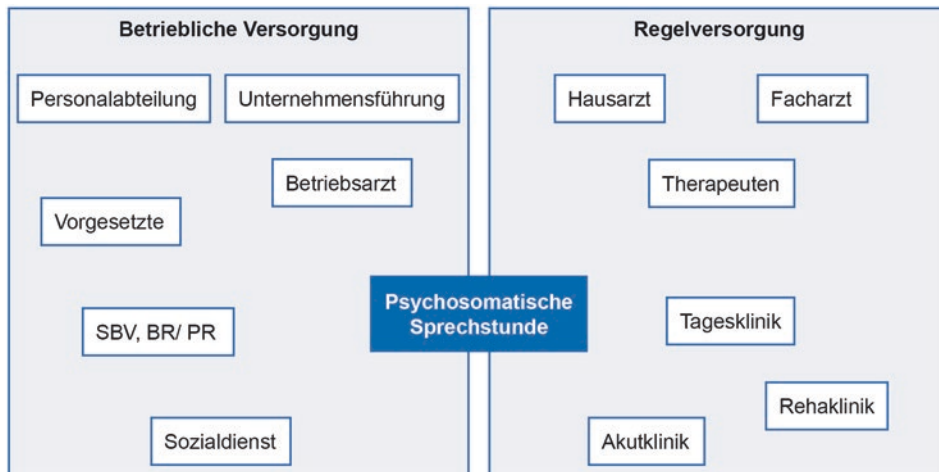 Betriebliche Versorgung
Personalabteilung
Unternehmensführung
Betriebsarzt
Vorgesetzte
SBV, BR/ PR
Sozialdienst
Psychosomatische
Sprechstunde
Regelversorgung
Hausarzt
Facharzt
Therapeuten
Tagesklinik
Rehaklinik
Akutklinik